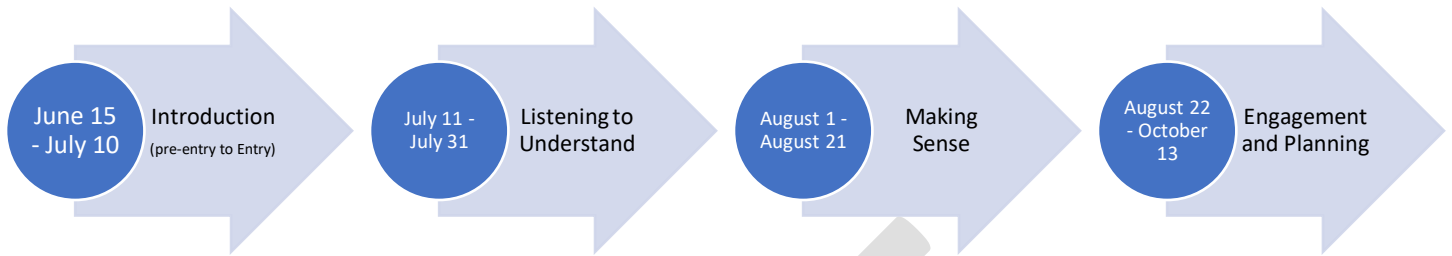 June 15
- July 10
Introduction
(pre-entry to Entry)
July 11 -
July 31
Listening to
Understand
August 1 -
August 21
Making
Sense
August 22
- October
13
Engagement
and Planning